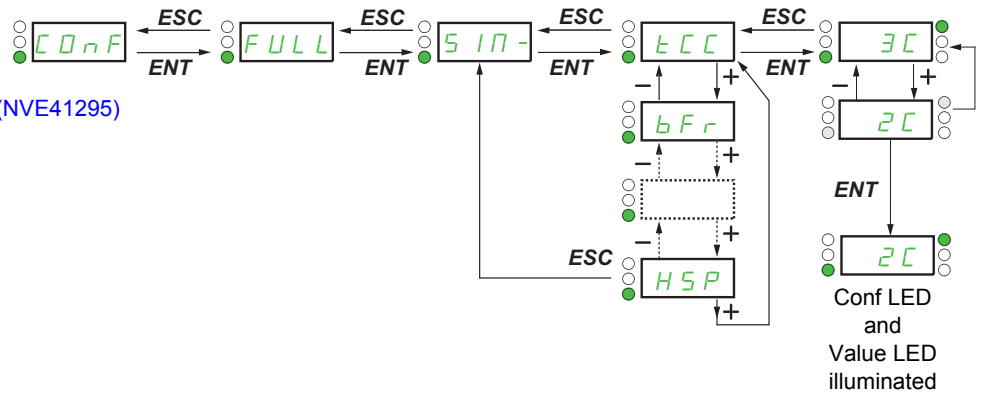 ESC ESC ESC ESC
COnF FULL SIM- tCC 3C
ENT ENT ENT ENT
− + − +
(NVE41295)
bFr 2C
− +
ENT
− +
ESC
HSP 2C
+
Conf LED
and
Value LED
illuminated